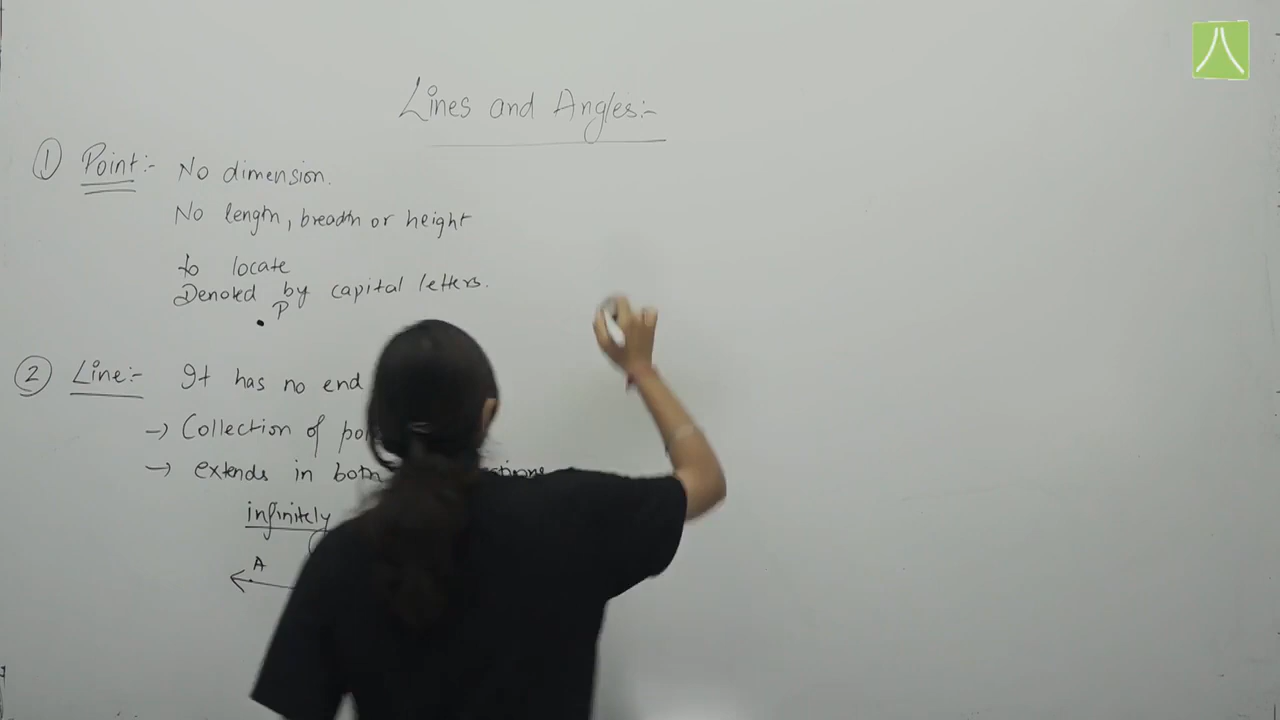 Lines and Angles:-
① Point:- No dimension.
No length, breadth or height
to locate
Denoted by capital letters.
P
② Line:- It has no end
→ Collection of
→ extends in both
infinitely
A